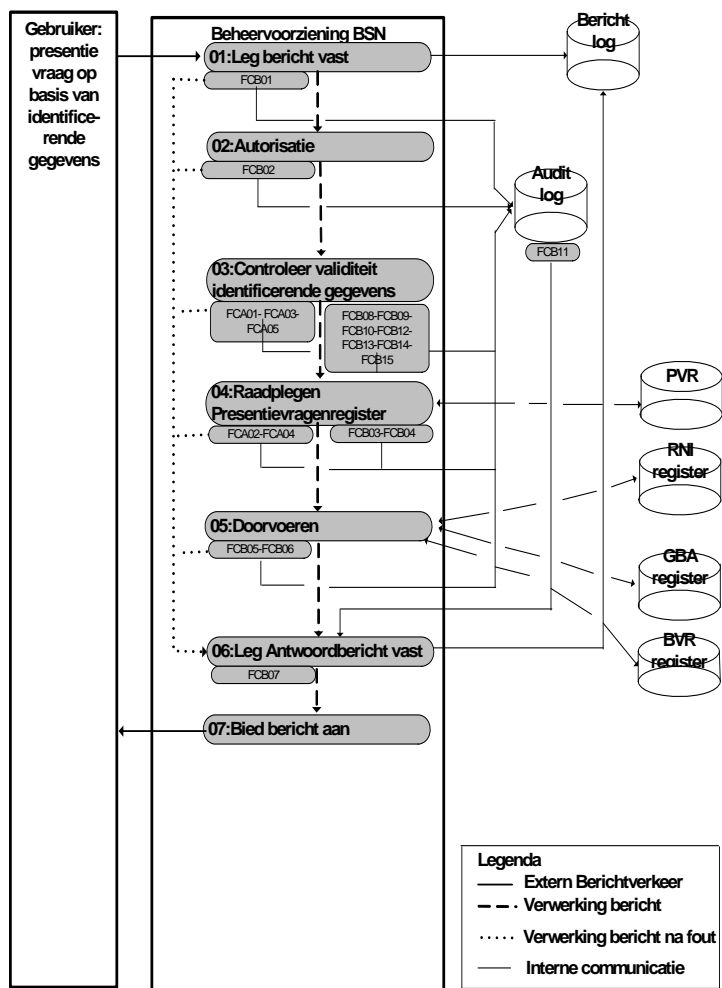 Gebruiker:
presentie
vraag op
basis van
identifice-
rende
gegevens
Beheervoorziening BSN
01:Leg bericht vast
FCB01
02:Autorisatie
FCB02
03:Controleer validiteit
identificerende gegevens
FCA01- FCA03-
FCA05
FCB08-FCB09-
FCB10-FCB12-
FCB13-FCB14-
FCB15
04:Raadplegen
Presentievragenregister
FCA02-FCA04
FCB03-FCB04
05:Doorvoeren
FCB05-FCB06
06:Leg Antwoordbericht vast
FCB07
07:Bied bericht aan
Bericht
log
Audit
log
FCB11
PVR
RNI
register
GBA
register
BVR
register
Legenda
Extern Berichtverkeer
Verwerking bericht
Verwerking bericht na fout
Interne communicatie